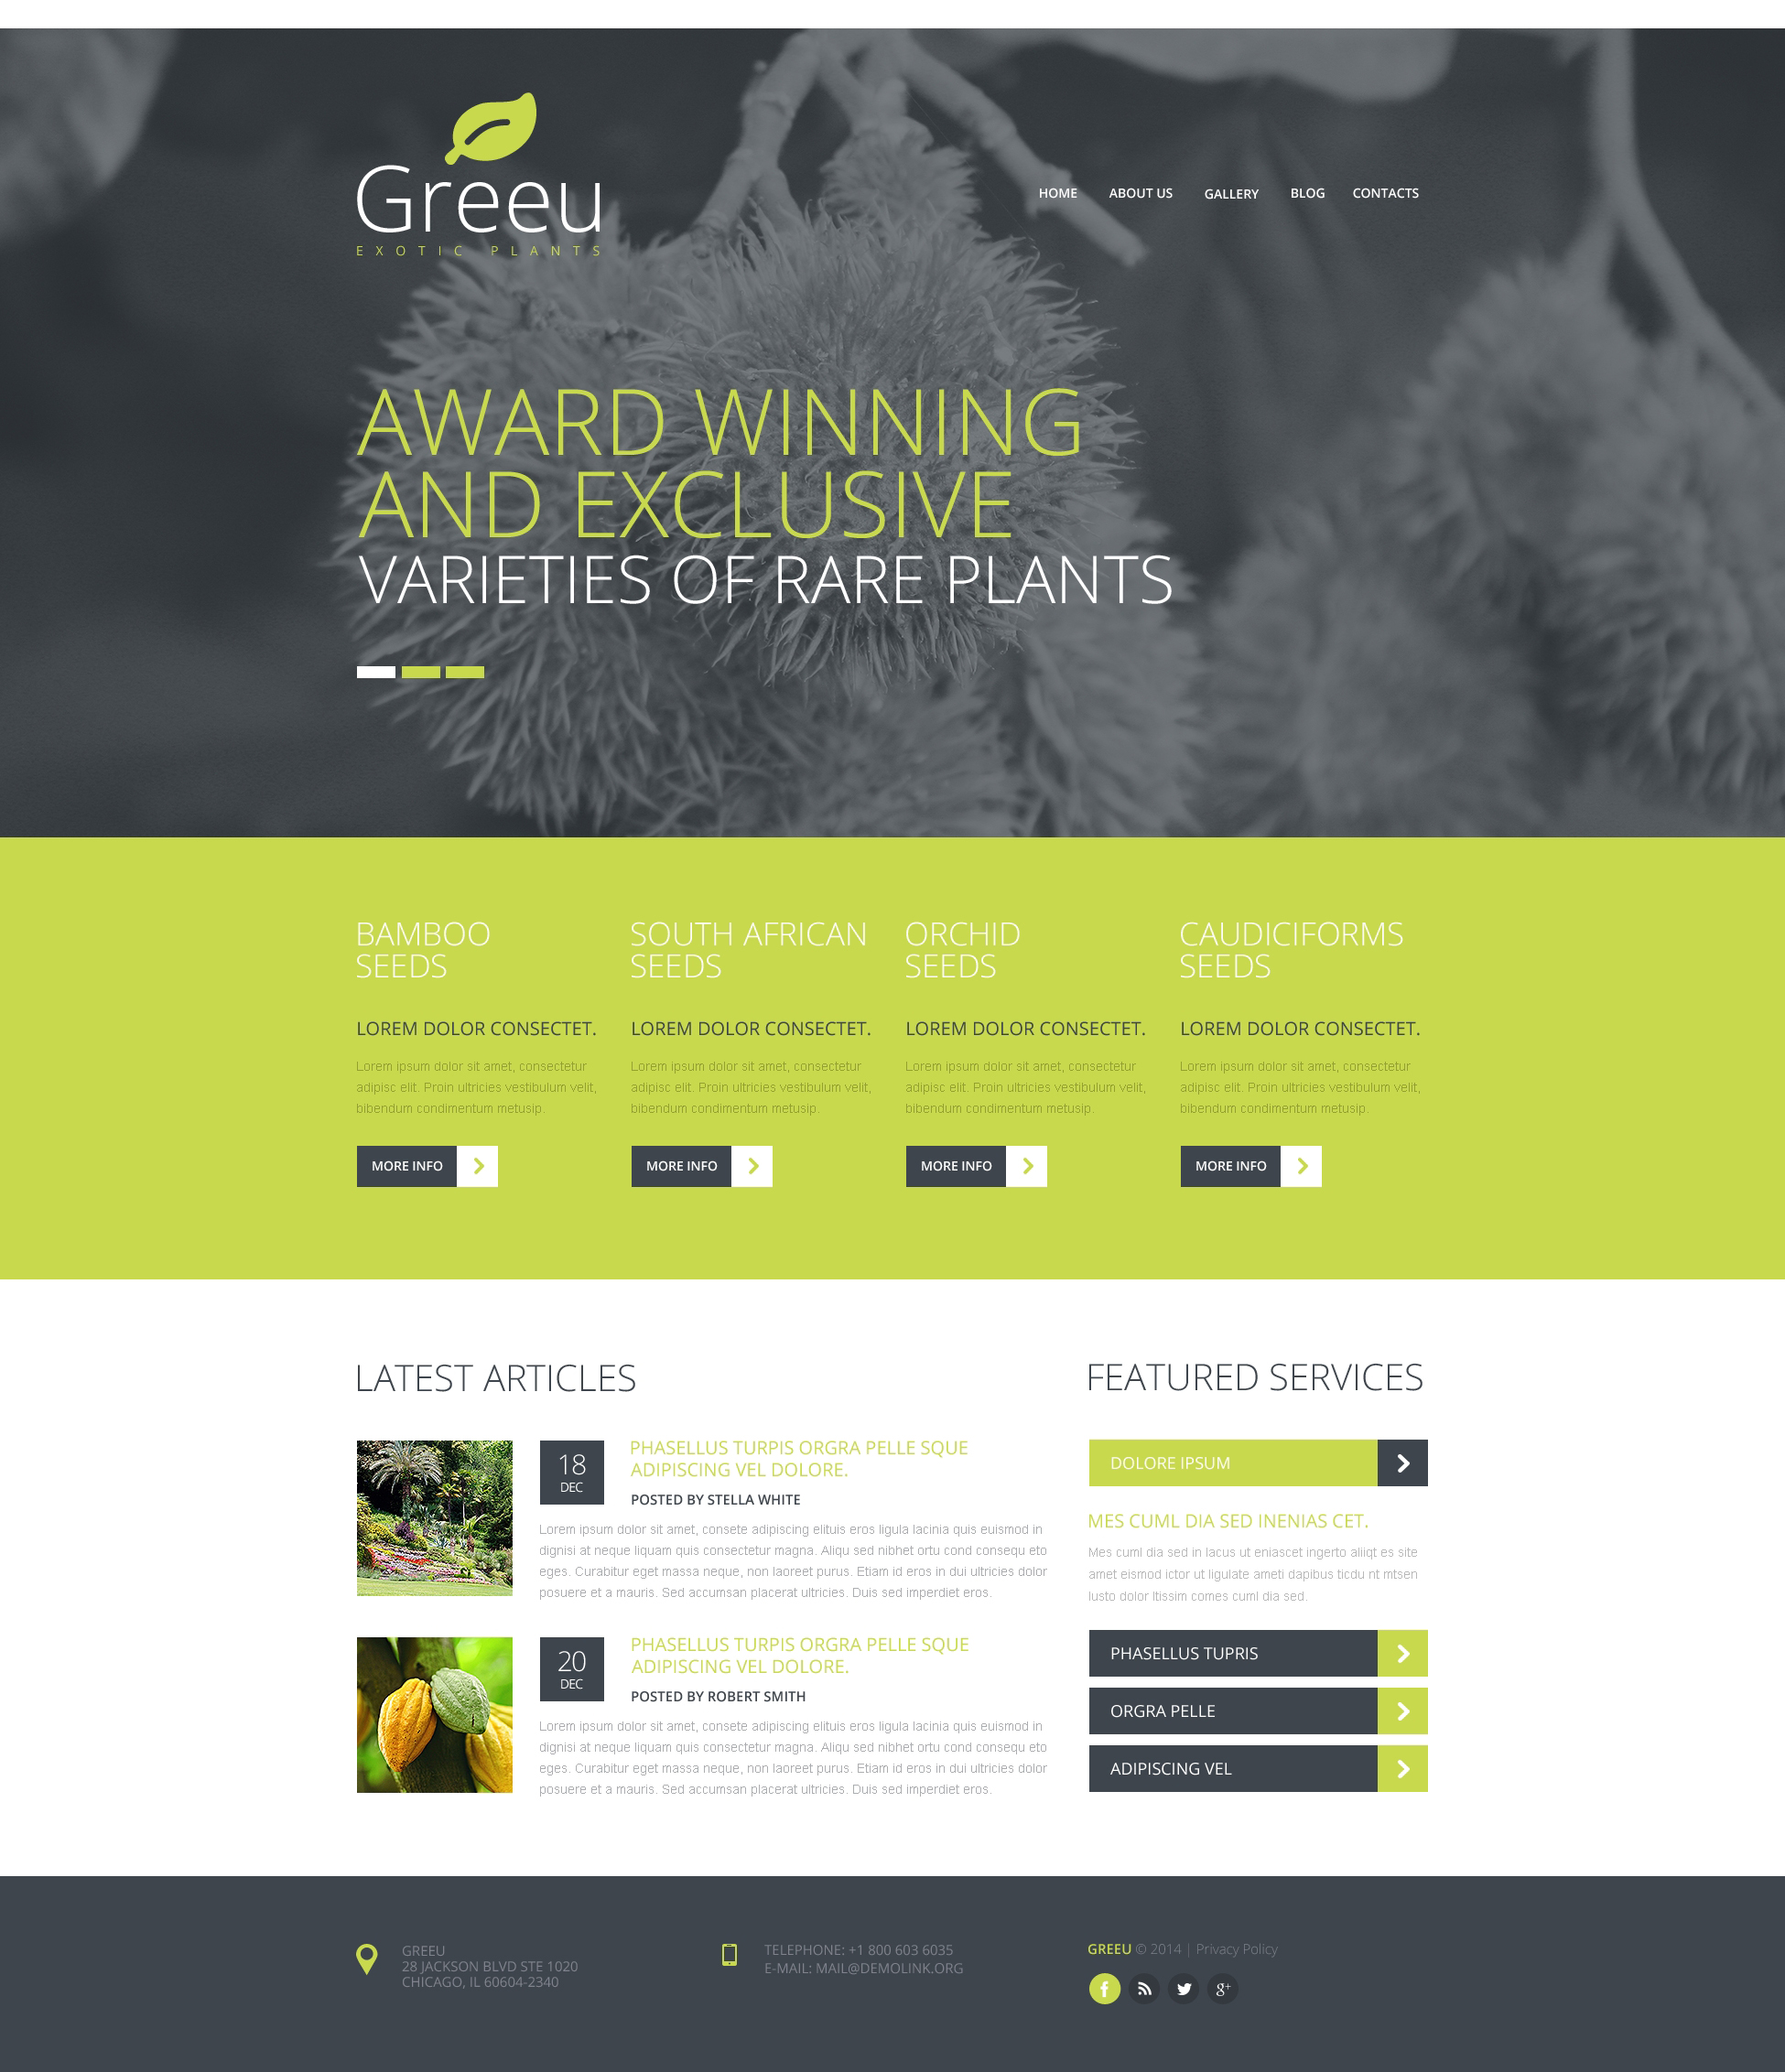 Greeu
EXOTIC PLANTS
HOME ABOUT US GALLERY BLOG CONTACTS
AWARD WINNING
AND EXCLUSIVE
VARIETIES OF RARE PLANTS
BAMBOO
SEEDS
LOREM DOLOR CONSECTET.
Lorem ipsum dolor sit amet, consectetur
adipisc elit. Proin ultricies vestibulum velit,
bibendum condimentum metusip.
MORE INFO
SOUTH AFRICAN
SEEDS
LOREM DOLOR CONSECTET.
Lorem ipsum dolor sit amet, consectetur
adipisc elit. Proin ultricies vestibulum velit,
bibendum condimentum metusip.
MORE INFO
ORCHID
SEEDS
LOREM DOLOR CONSECTET.
Lorem ipsum dolor sit amet, consectetur
adipisc elit. Proin ultricies vestibulum velit,
bibendum condimentum metusip.
MORE INFO
CAUDICIFORMS
SEEDS
LOREM DOLOR CONSECTET.
Lorem ipsum dolor sit amet, consectetur
adipisc elit. Proin ultricies vestibulum velit,
bibendum condimentum metusip.
MORE INFO
LATEST ARTICLES
18
DEC
PHASELLUS TURPIS ORGRA PELLE SQUE
ADIPISCING VEL DOLORE.
POSTED BY STELLA WHITE
Lorem ipsum dolor sit amet, consete adipiscing elituis eros ligula lacinia quis euismod in
dignisi at neque liquam quis consectetur magna. Aliqu sed nibhet ortu cond consequ eto
eges. Curabitur eget massa neque, non laoreet purus. Etiam id eros in dui ultricies dolor
posuere et a mauris. Sed accumsan placerat ultricies. Duis sed imperdiet eros.
20
DEC
PHASELLUS TURPIS ORGRA PELLE SQUE
ADIPISCING VEL DOLORE.
POSTED BY ROBERT SMITH
Lorem ipsum dolor sit amet, consete adipiscing elituis eros ligula lacinia quis euismod in
dignisi at neque liquam quis consectetur magna. Aliqu sed nibhet ortu cond consequ eto
eges. Curabitur eget massa neque, non laoreet purus. Etiam id eros in dui ultricies dolor
posuere et a mauris. Sed accumsan placerat ultricies. Duis sed imperdiet eros.
FEATURED SERVICES
DOLORE IPSUM
MES CUML DIA SED INENIAS CET.
Mes cuml dia sed in lacus ut eniascet ingerto aliiqt es site
amet eismod ictor ut ligulate ameti dapibus ticdu nt mtsen
lusto dolor ltissim comes cuml dia sed.
PHASELLUS TUPRIS
ORGRA PELLE
ADIPISCING VEL
GREEU
28 JACKSON BLVD STE 1020
CHICAGO, IL 60604-2340
TELEPHONE: +1 800 603 6035
E-MAIL: MAIL@DEMOLINK.ORG
GREEU © 2014 | Privacy Policy